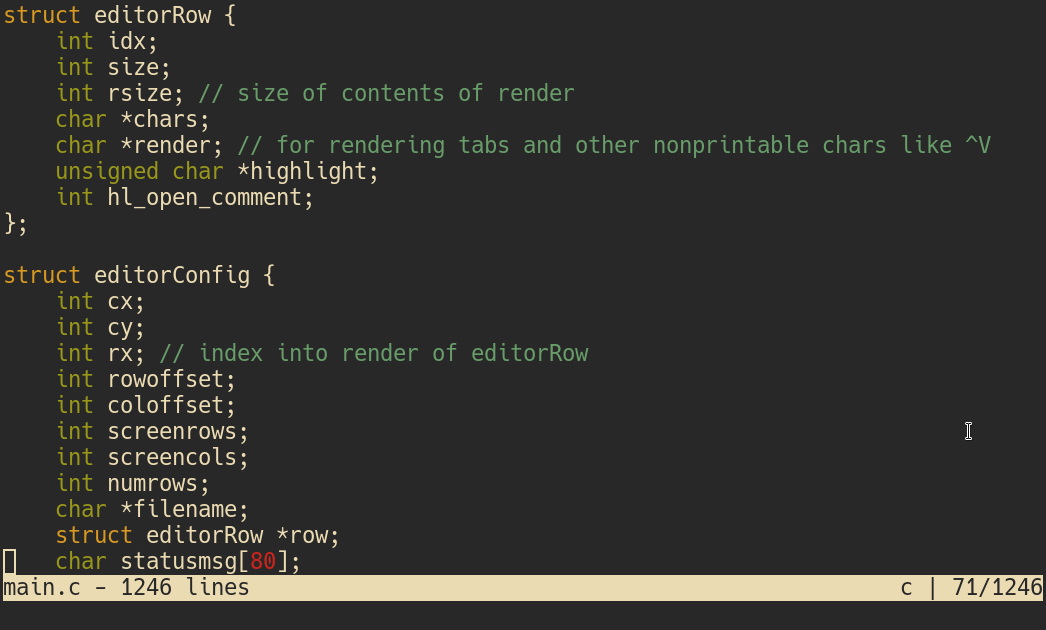 struct editorRow {
    int idx;
    int size;
    int rsize; // size of contents of render
    char *chars;
    char *render; // for rendering tabs and other nonprintable chars like ^V
    unsigned char *highlight;
    int hl_open_comment;
};

struct editorConfig {
    int cx;
    int cy;
    int rx; // index into render of editorRow
    int rowoffset;
    int coloffset;
    int screenrows;
    int screencols;
    int numrows;
    char *filename;
    struct editorRow *row;
    char statusmsg[80];
main.c – 1246 lines c | 71/1246